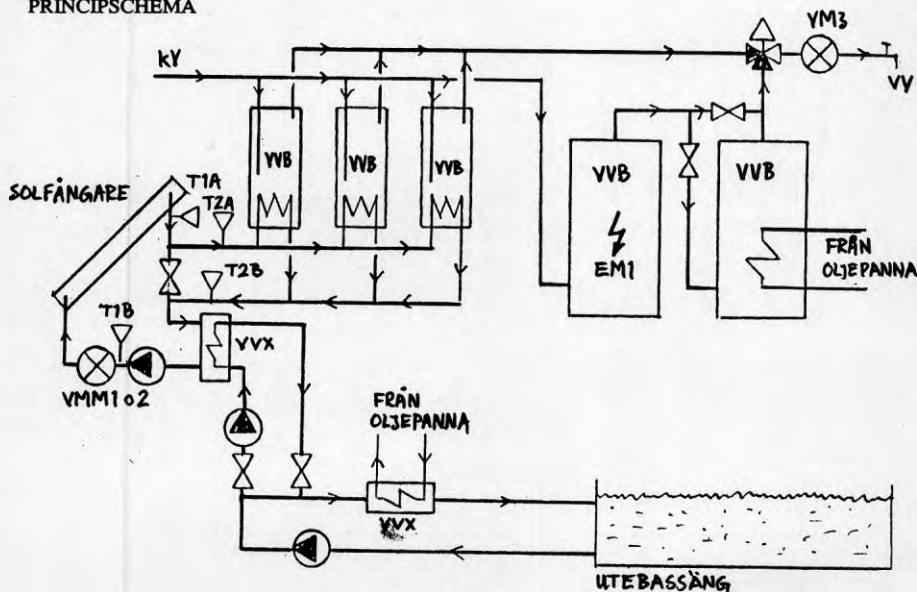 PRINCIPSCHEMA
VM3
KV
VV
VVB
VVB
VVB
VVB
VVB
SOLFÅNGARE
T1A
T2A
EM1
FRÅN
OLJEPANNA
T2B
T1B
VVX
VMM1 o 2
FRÅN
OLJEPANNA
VVX
UTEBASSÄNG